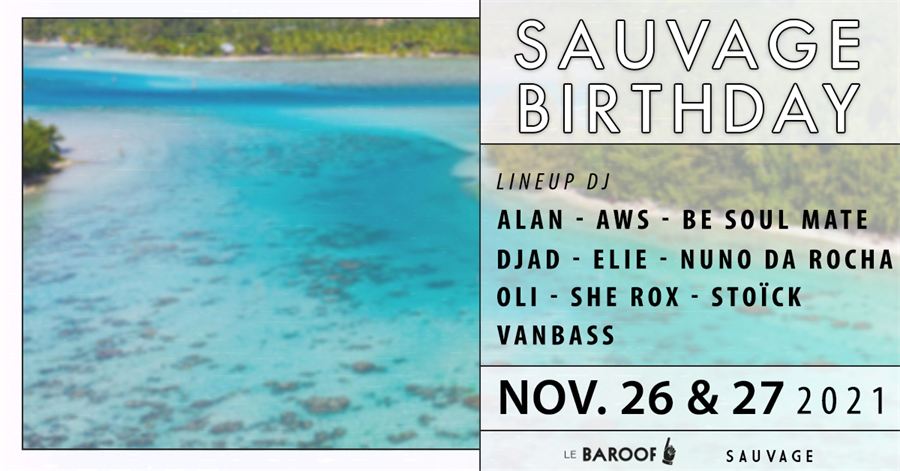 SAUVAGE
BIRTHDAY
LINEUP DJ
ALAN - AWS - BE SOUL MATE
DJAD - ELIE - NUNO DA ROCHA
OLI - SHE ROX - STOÏCK
VANBASS
NOV. 26 & 27 2021
LE BAROOF
SAUVAGE